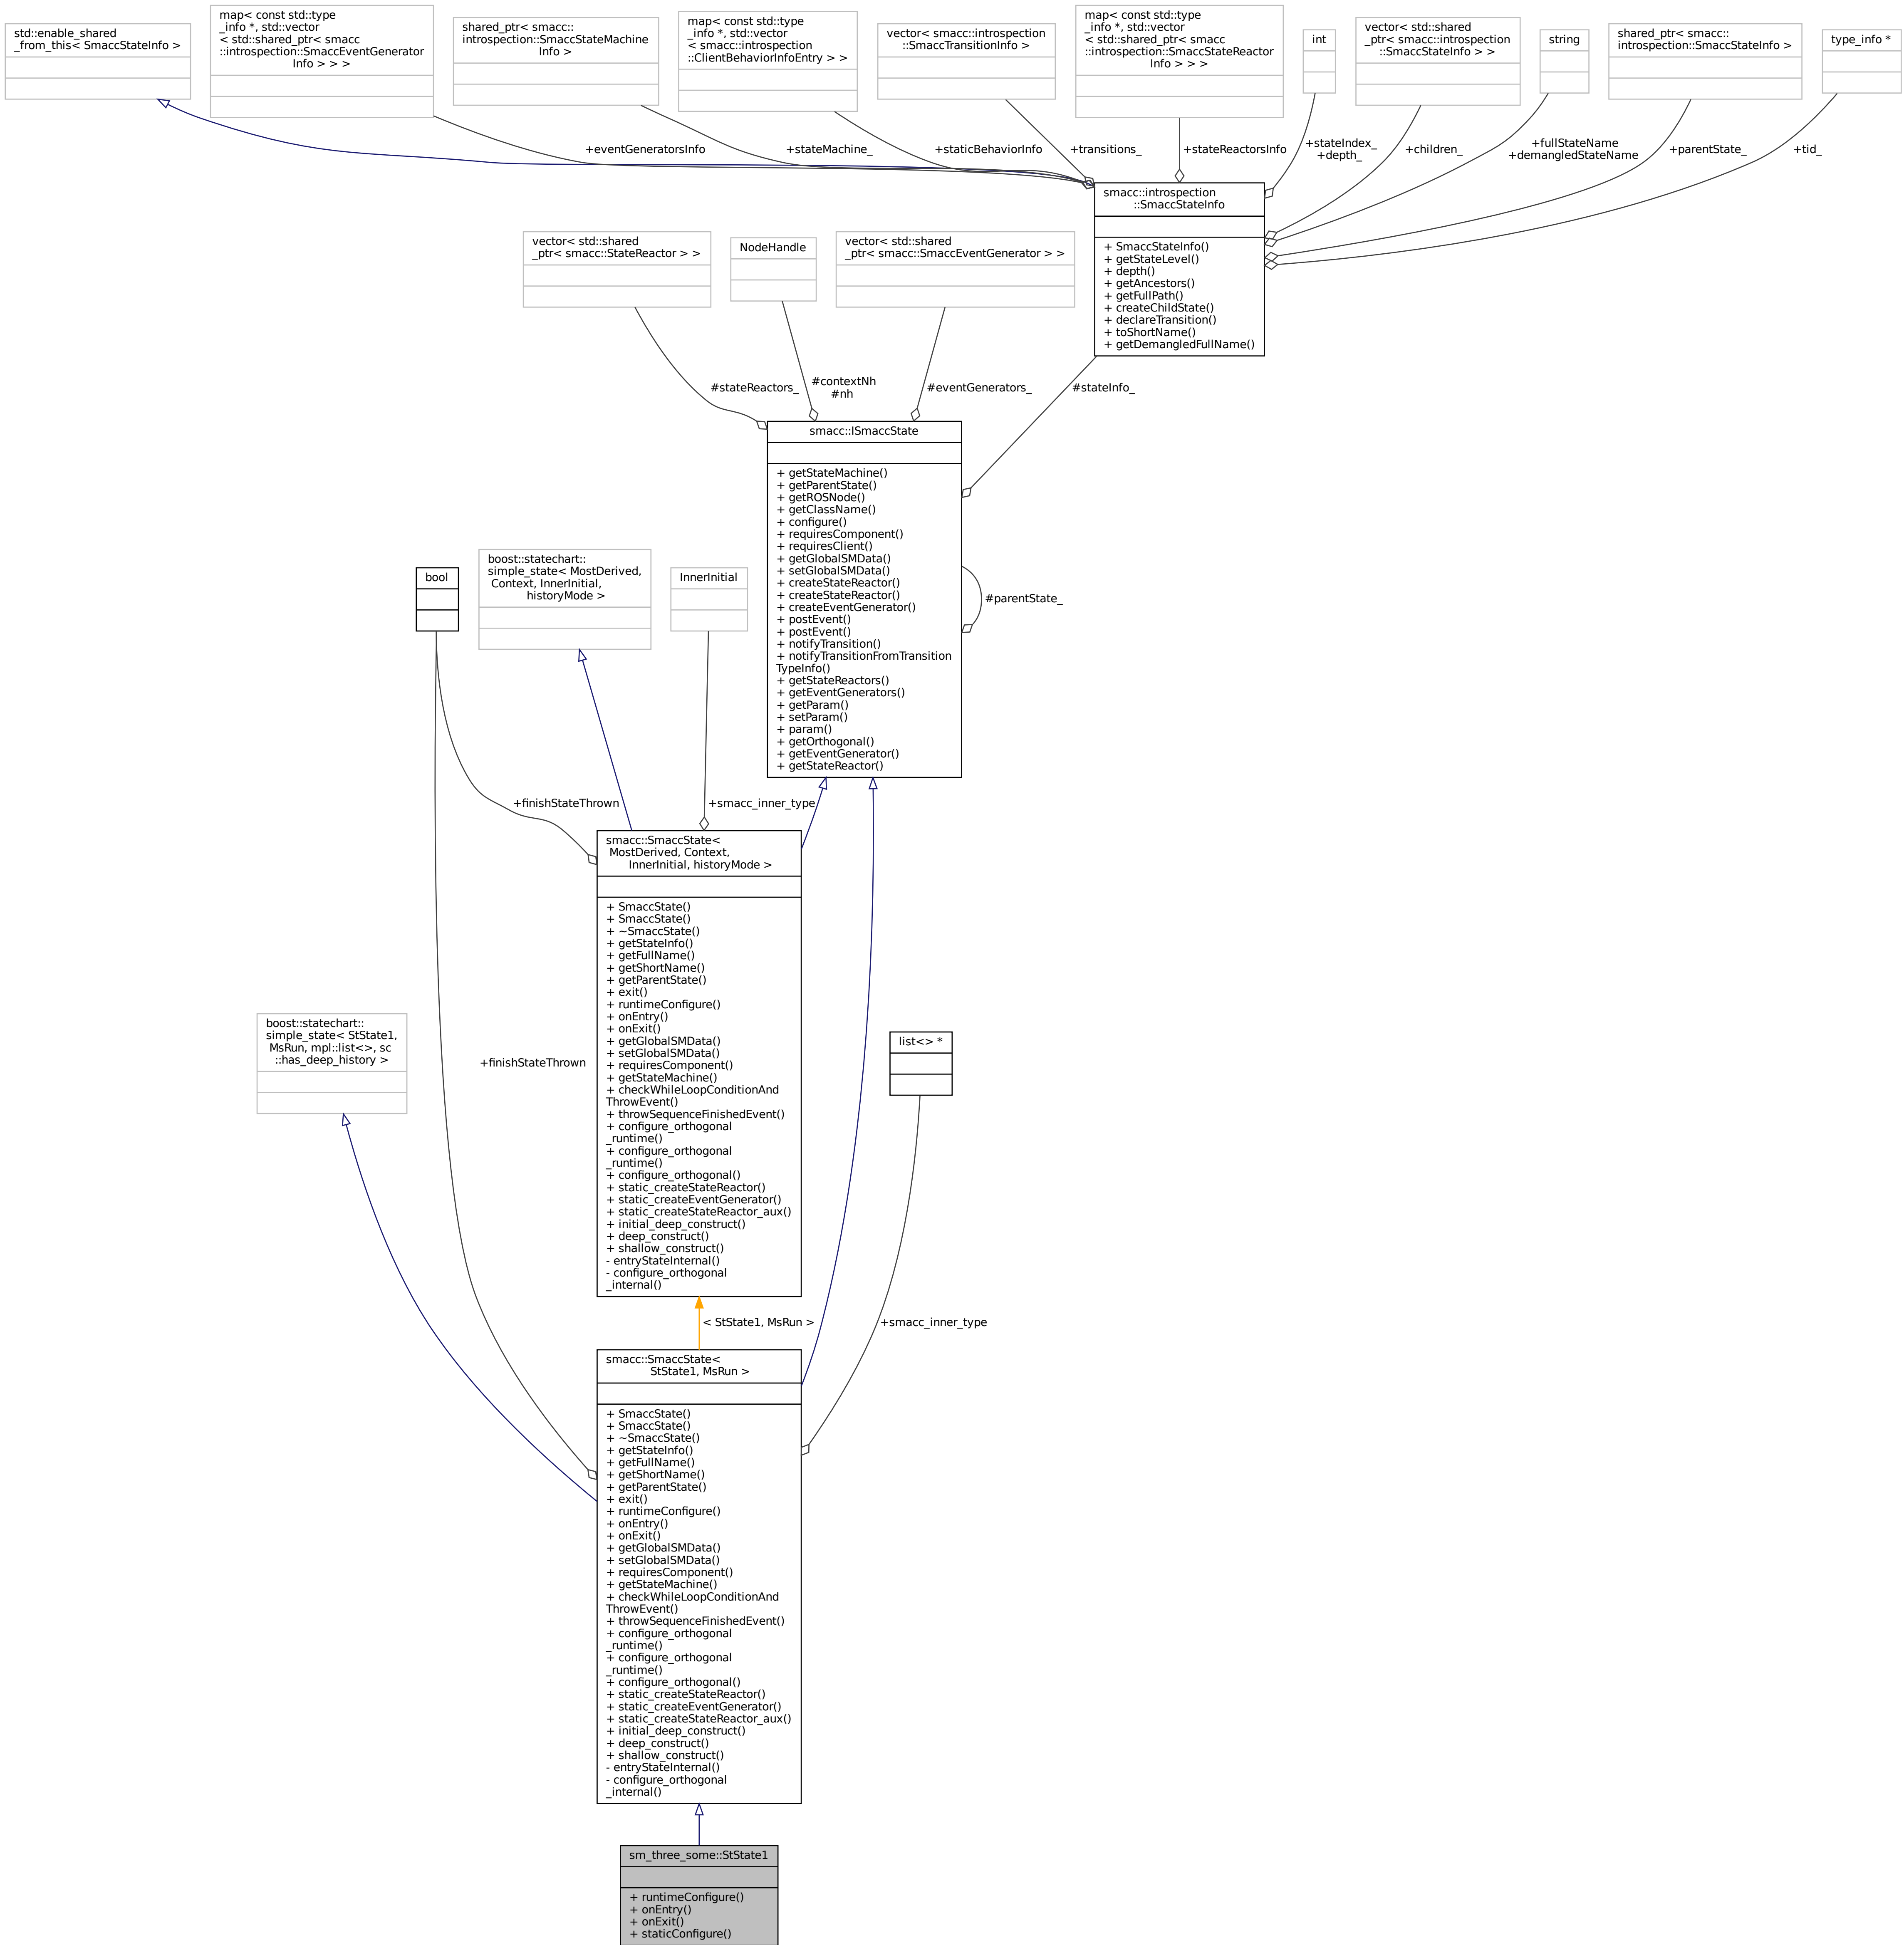 std::enable_shared
_from_this< SmaccStateInfo >
map< const std::type
_info *, std::vector
< std::shared_ptr< smacc
::introspection::SmaccEventGenerator
Info > > >
shared_ptr< smacc::
introspection::SmaccStateMachine
Info >
map< const std::type
_info *, std::vector
< smacc::introspection
::ClientBehaviorInfoEntry > >
vector< smacc::introspection
::SmaccTransitionInfo >
map< const std::type
_info *, std::vector
< std::shared_ptr< smacc
::introspection::SmaccStateReactor
Info > > >
int
vector< std::shared
_ptr< smacc::introspection
::SmaccStateInfo > >
string
shared_ptr< smacc::
introspection::SmaccStateInfo >
type_info *
+eventGeneratorsInfo
+stateMachine_
+staticBehaviorInfo
+transitions_
+stateReactorsInfo
+stateIndex_
+depth_
+children_
+fullStateName
+demangledStateName
+parentState_
+tid_
smacc::introspection
::SmaccStateInfo
+ SmaccStateInfo()
+ getStateLevel()
+ depth()
+ getAncestors()
+ getFullPath()
+ createChildState()
+ declareTransition()
+ toShortName()
+ getDemangledFullName()
vector< std::shared
_ptr< smacc::StateReactor > >
NodeHandle
vector< std::shared
_ptr< smacc::SmaccEventGenerator > >
#stateReactors_
#contextNh
#nh
#eventGenerators_
#stateInfo_
smacc::ISmaccState
+ getStateMachine()
+ getParentState()
+ getROSNode()
+ getClassName()
+ configure()
+ requiresComponent()
+ requiresClient()
+ getGlobalSMData()
+ setGlobalSMData()
+ createStateReactor()
+ createStateReactor()
+ createEventGenerator()
+ postEvent()
+ postEvent()
+ notifyTransition()
+ notifyTransitionFromTransition
TypeInfo()
+ getStateReactors()
+ getEventGenerators()
+ getParam()
+ setParam()
+ param()
+ getOrthogonal()
+ getEventGenerator()
+ getStateReactor()
#parentState_
bool
boost::statechart::
simple_state< MostDerived,
Context, InnerInitial,
historyMode >
InnerInitial
+finishStateThrown
+smacc_inner_type
smacc::SmaccState<
MostDerived, Context,
InnerInitial, historyMode >
+ SmaccState()
+ SmaccState()
+ ~SmaccState()
+ getStateInfo()
+ getFullName()
+ getShortName()
+ getParentState()
+ exit()
+ runtimeConfigure()
+ onEntry()
+ onExit()
+ getGlobalSMData()
+ setGlobalSMData()
+ requiresComponent()
+ getStateMachine()
+ checkWhileLoopConditionAnd
ThrowEvent()
+ throwSequenceFinishedEvent()
+ configure_orthogonal
_runtime()
+ configure_orthogonal
_runtime()
+ configure_orthogonal()
+ static_createStateReactor()
+ static_createEventGenerator()
+ static_createStateReactor_aux()
+ initial_deep_construct()
+ deep_construct()
+ shallow_construct()
- entryStateInternal()
- configure_orthogonal
_internal()
boost::statechart::
simple_state< StState1,
MsRun, mpl::list<>, sc
::has_deep_history >
+finishStateThrown
list<> *
< StState1, MsRun >
+smacc_inner_type
smacc::SmaccState<
StState1, MsRun >
+ SmaccState()
+ SmaccState()
+ ~SmaccState()
+ getStateInfo()
+ getFullName()
+ getShortName()
+ getParentState()
+ exit()
+ runtimeConfigure()
+ onEntry()
+ onExit()
+ getGlobalSMData()
+ setGlobalSMData()
+ requiresComponent()
+ getStateMachine()
+ checkWhileLoopConditionAnd
ThrowEvent()
+ throwSequenceFinishedEvent()
+ configure_orthogonal
_runtime()
+ configure_orthogonal
_runtime()
+ configure_orthogonal()
+ static_createStateReactor()
+ static_createEventGenerator()
+ static_createStateReactor_aux()
+ initial_deep_construct()
+ deep_construct()
+ shallow_construct()
- entryStateInternal()
- configure_orthogonal
_internal()
sm_three_some::StState1
+ runtimeConfigure()
+ onEntry()
+ onExit()
+ staticConfigure()